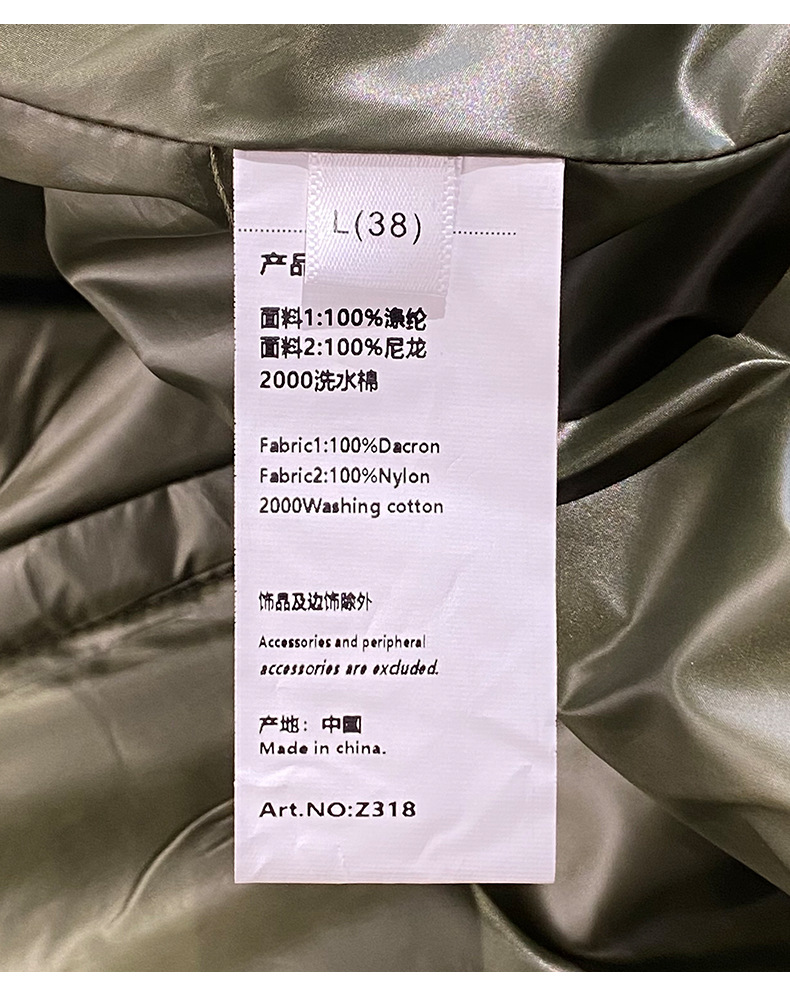 L(38)
产品
面料1:100%涤纶
面料2:100%尼龙
2000洗水棉
Fabric1:100%Dacron
Fabric2:100%Nylon
2000Washing cotton
饰品及边饰除外
Accessories and peripheral
accessories are excluded.
产地：中國
Made in china.
Art.NO:Z318